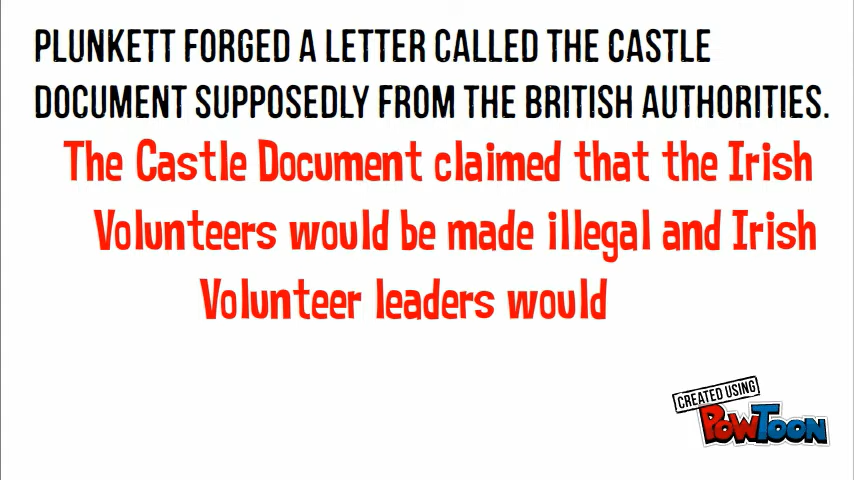 PLUNKETT FORGED A LETTER CALLED THE CASTLE
DOCUMENT SUPPOSEDLY FROM THE BRITISH AUTHORITIES.
The Castle Document claimed that the Irish
Volunteers would be made illegal and Irish
Volunteer leaders would
CREATED USING
POWTOON